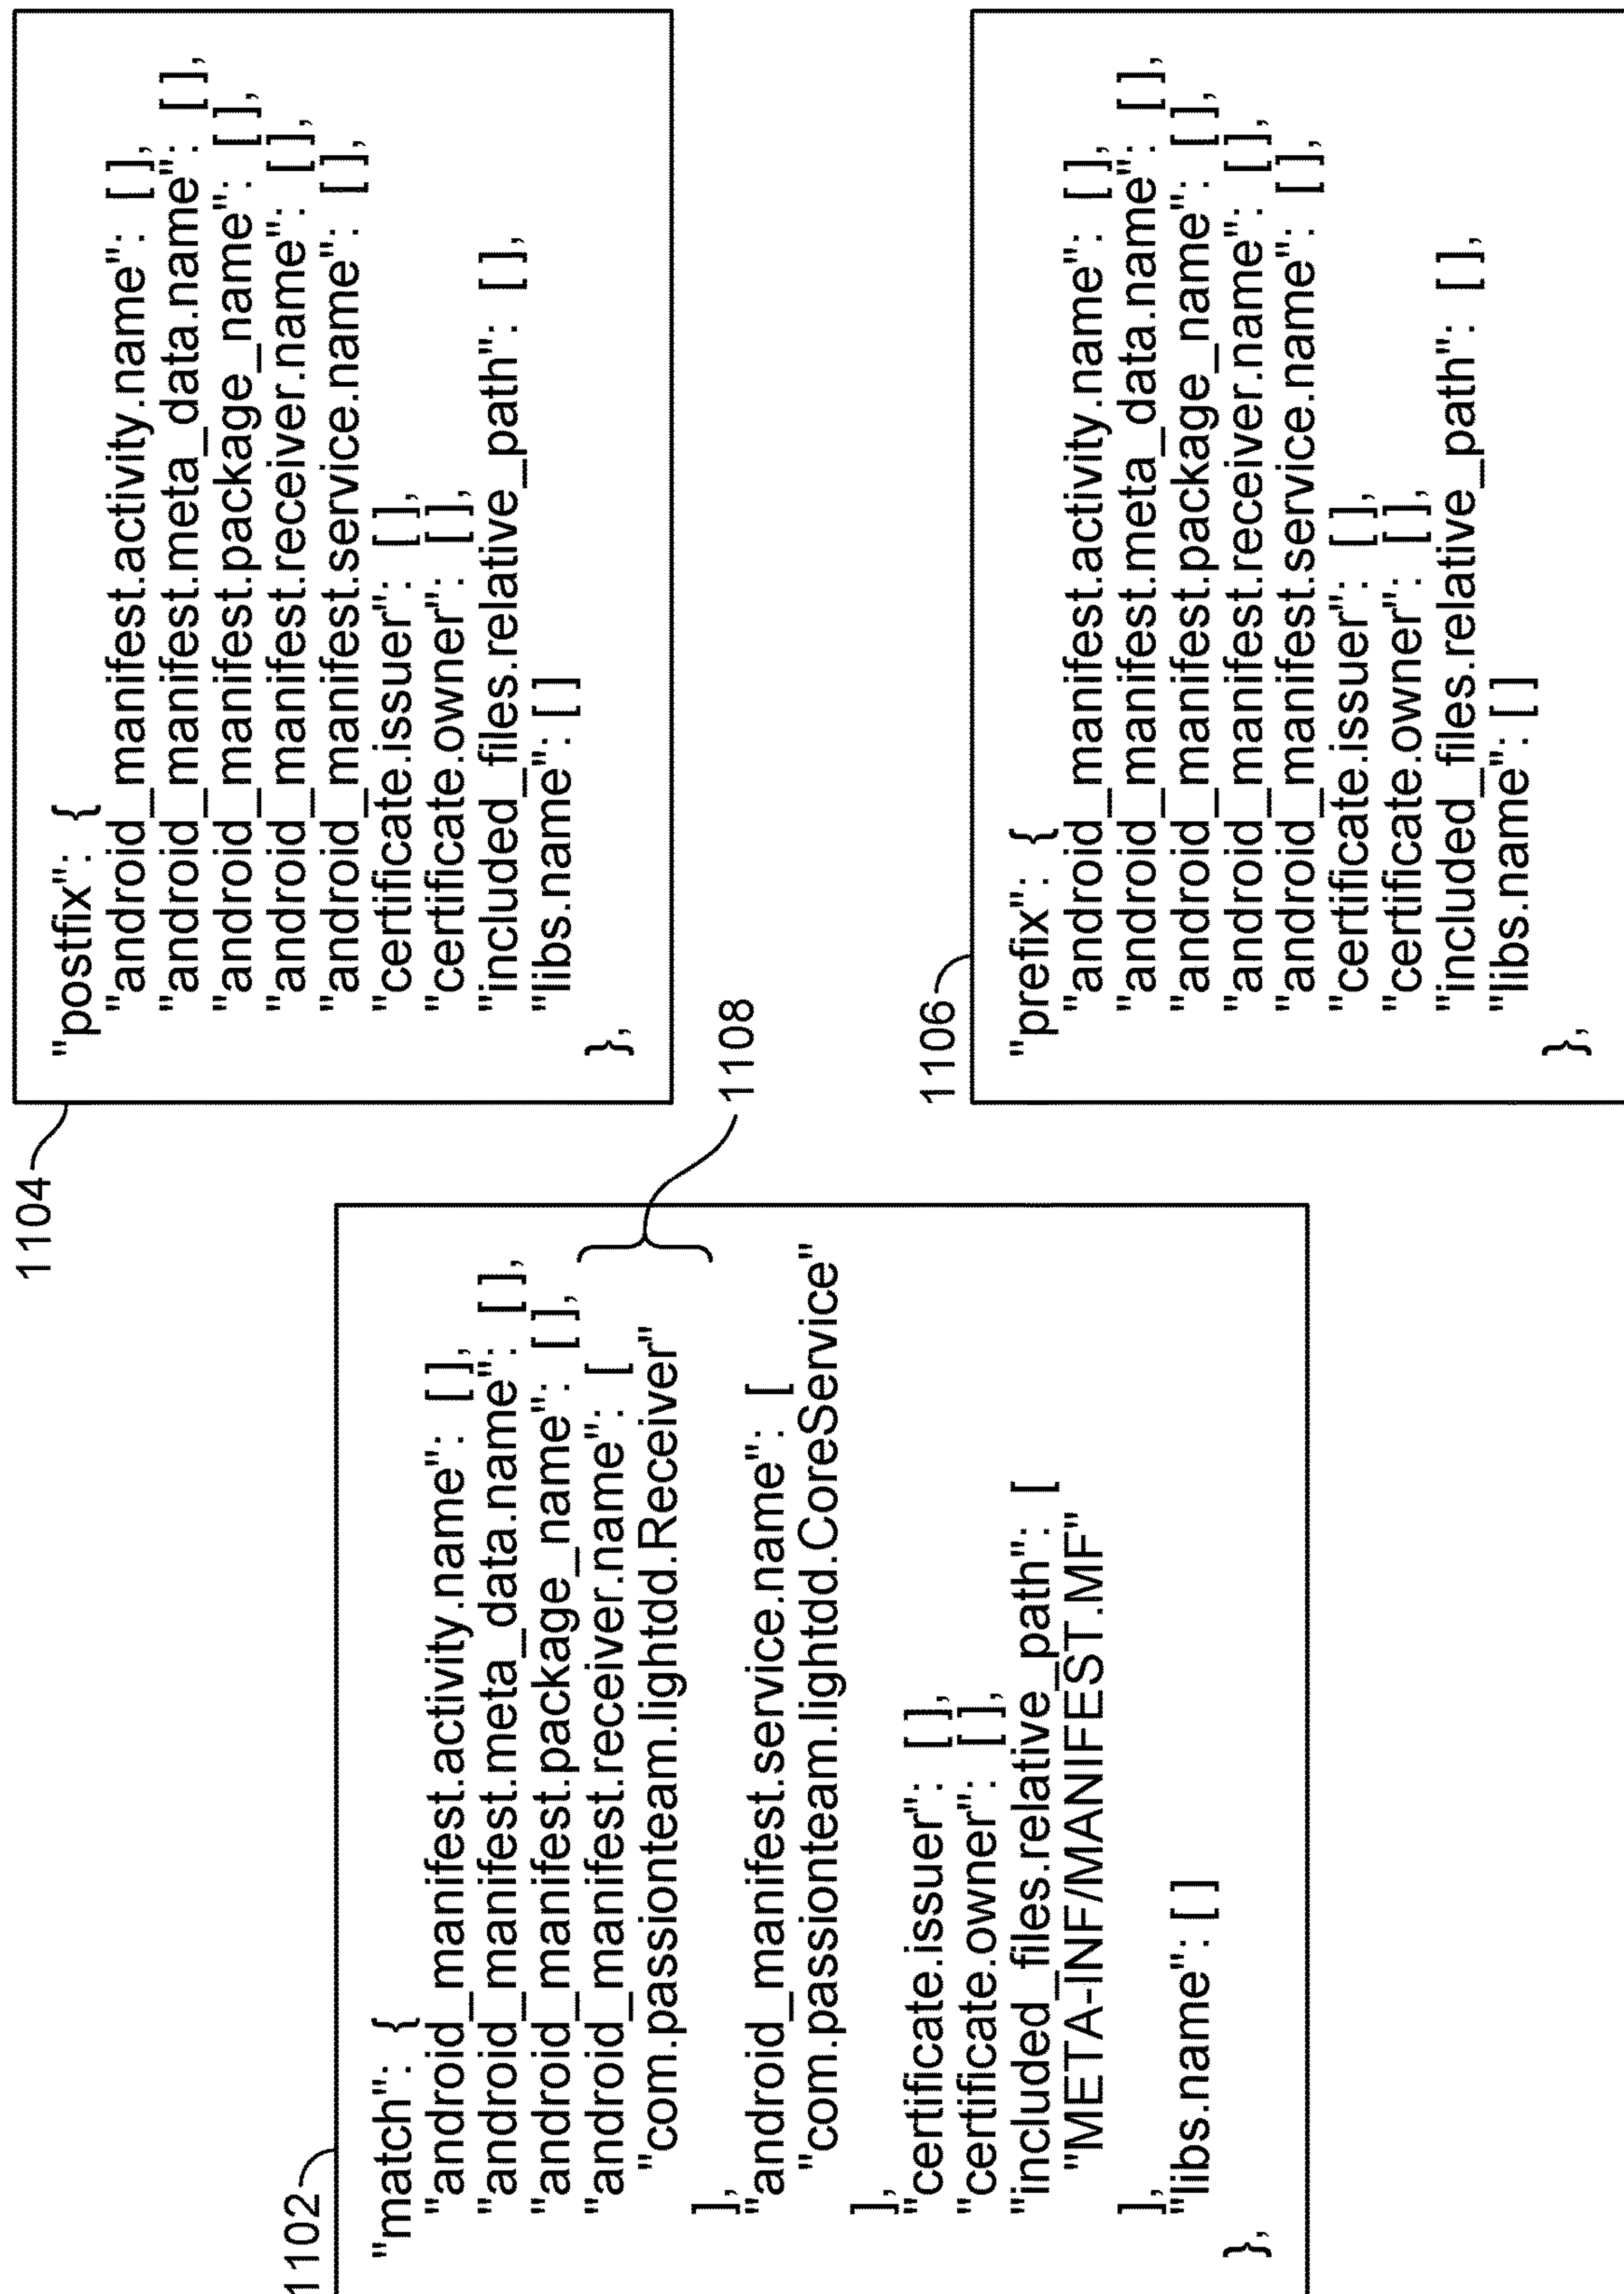 1102
"match": {
"android_manifest.activity.name": [ ],
"android_manifest.meta_data.name": [ ],
"android_manifest.package_name": [ ],
"android_manifest.receiver.name": [
"com.passionteam.lightdd.Receiver"
],
"android_manifest.service.name": [
"com.passionteam.lightdd.CoreService"
],
"certificate.issuer": [ ],
"certificate.owner": [ ],
"included_files.relative_path": [
"META-INF/MANIFEST.MF"
],
"libs.name": [ ]
},
1108
1104
"postfix": {
"android_manifest.activity.name": [ ],
"android_manifest.meta_data.name": [ ],
"android_manifest.package_name": [ ],
"android_manifest.receiver.name": [ ],
"android_manifest.service.name": [ ],
"certificate.issuer": [ ],
"certificate.owner": [ ],
"included_files.relative_path": [ ],
"libs.name": [ ]
},
1106
"prefix": {
"android_manifest.activity.name": [ ],
"android_manifest.meta_data.name": [ ],
"android_manifest.package_name": [ ],
"android_manifest.receiver.name": [ ],
"android_manifest.service.name": [ ],
"certificate.issuer": [ ],
"certificate.owner": [ ],
"included_files.relative_path": [ ],
"libs.name": [ ]
},